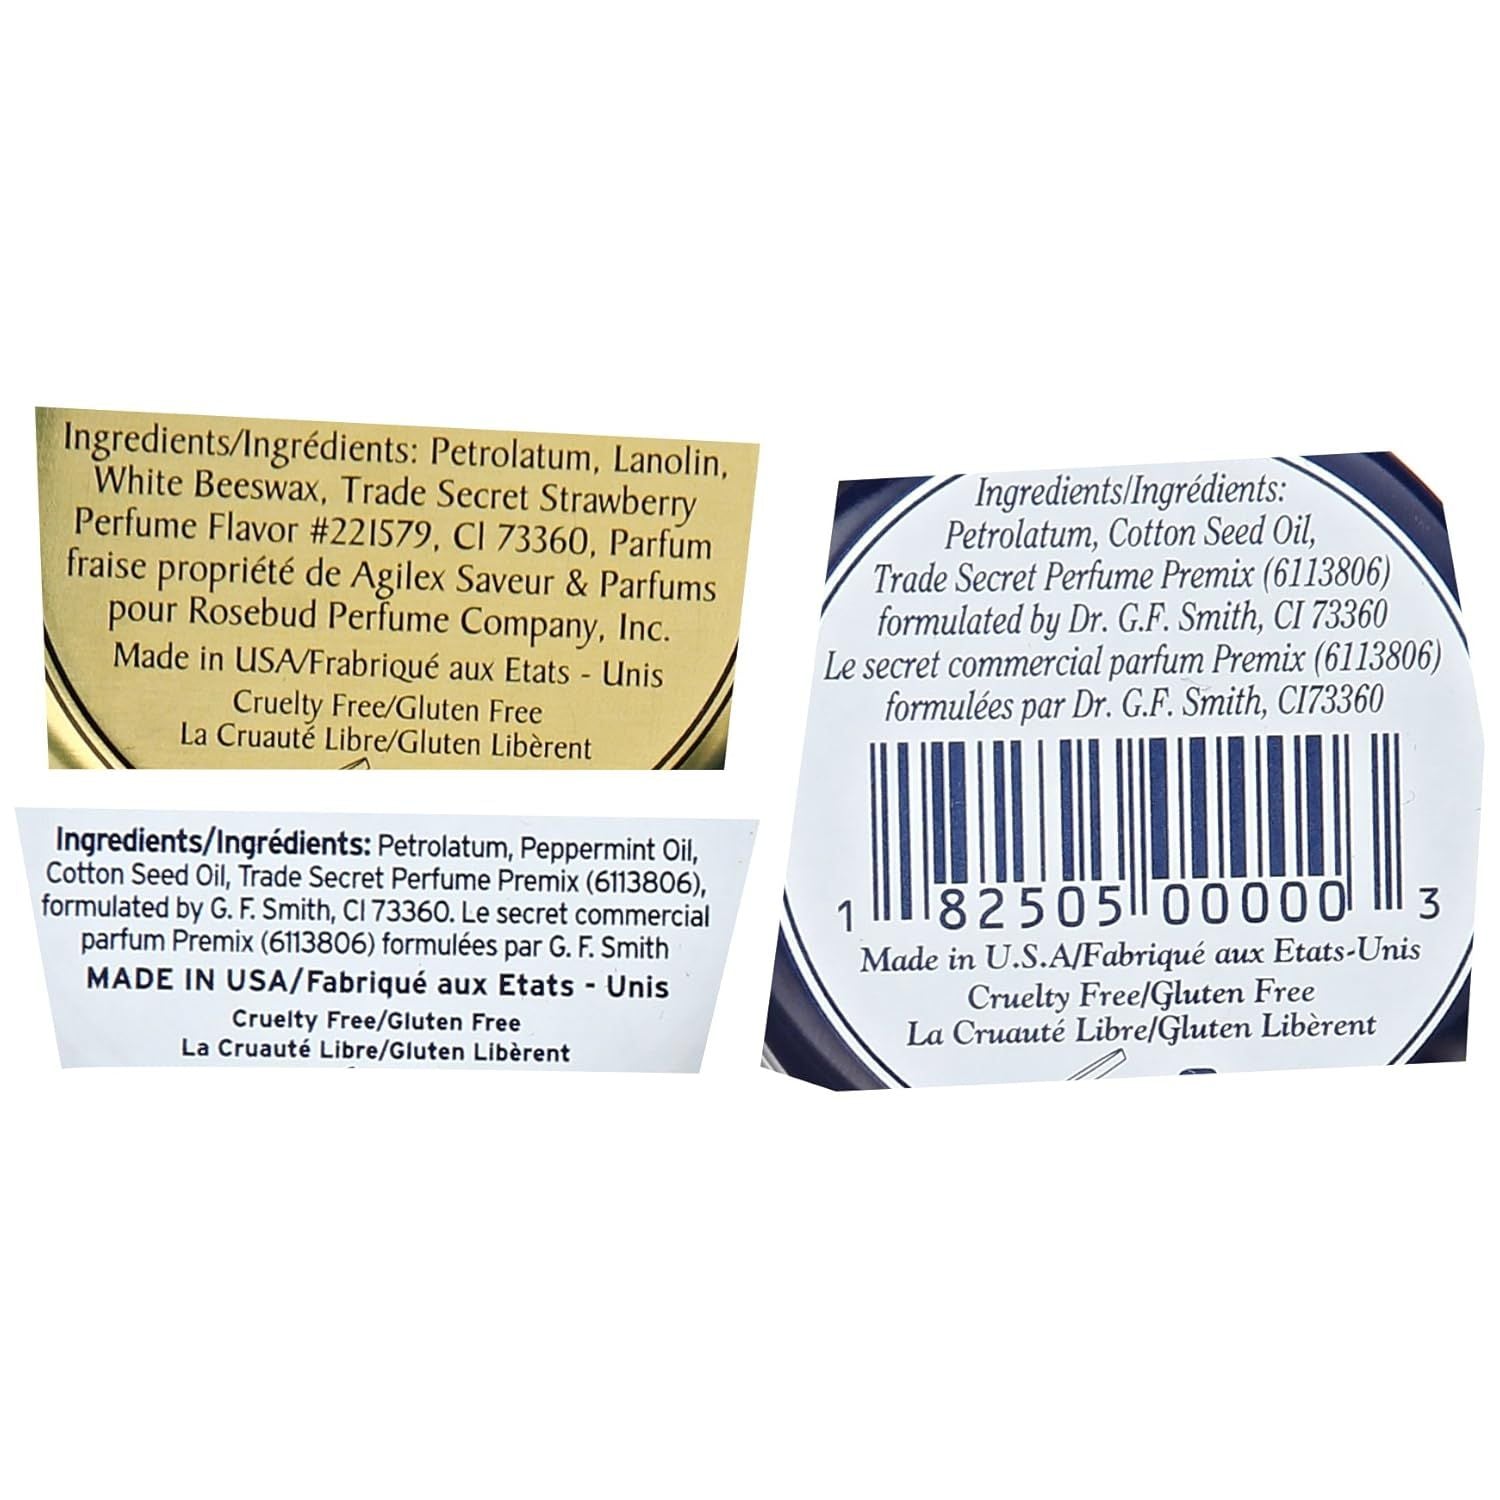 Ingredients/Ingrédients: Petrolatum, Lanolin,
White Beeswax, Trade Secret Strawberry
Perfume Flavor #221579, CI 73360, Parfum
fraise propriété de Agilex Saveur & Parfums
pour Rosebud Perfume Company, Inc.
Made in USA/Frabriqué aux Etats - Unis
Cruelty Free/Gluten Free
La Cruauté Libre/Gluten Libèrent
Ingredients/Ingrédients: Petrolatum, Peppermint Oil,
Cotton Seed Oil, Trade Secret Perfume Premix (6113806),
formulated by G. F. Smith, CI 73360. Le secret commercial
parfum Premix (6113806) formulées par G. F. Smith
MADE IN USA/Fabriqué aux Etats - Unis
Cruelty Free/Gluten Free
La Cruauté Libre/Gluten Libèrent
Ingredients/Ingrédients:
Petrolatum, Cotton Seed Oil,
Trade Secret Perfume Premix (6113806)
formulated by Dr. G.F. Smith, CI 73360
Le secret commercial parfum Premix (6113806)
formulées par Dr. G.F. Smith, CI73360
1 82505 00000 3
Made in U.S.A/Fabriqué aux Etats-Unis
Cruelty Free/Gluten Free
La Cruauté Libre/Gluten Libèrent